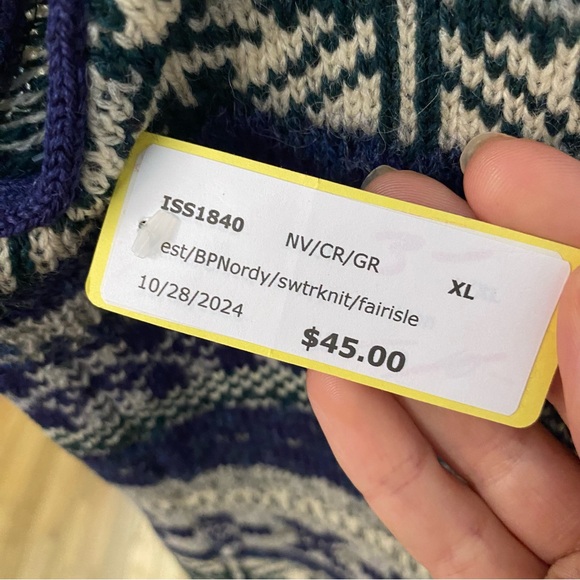 ISS1840
NV/CR/GR
XL
est/BPNordy/swtrknit/fairisle
10/28/2024
$45.00